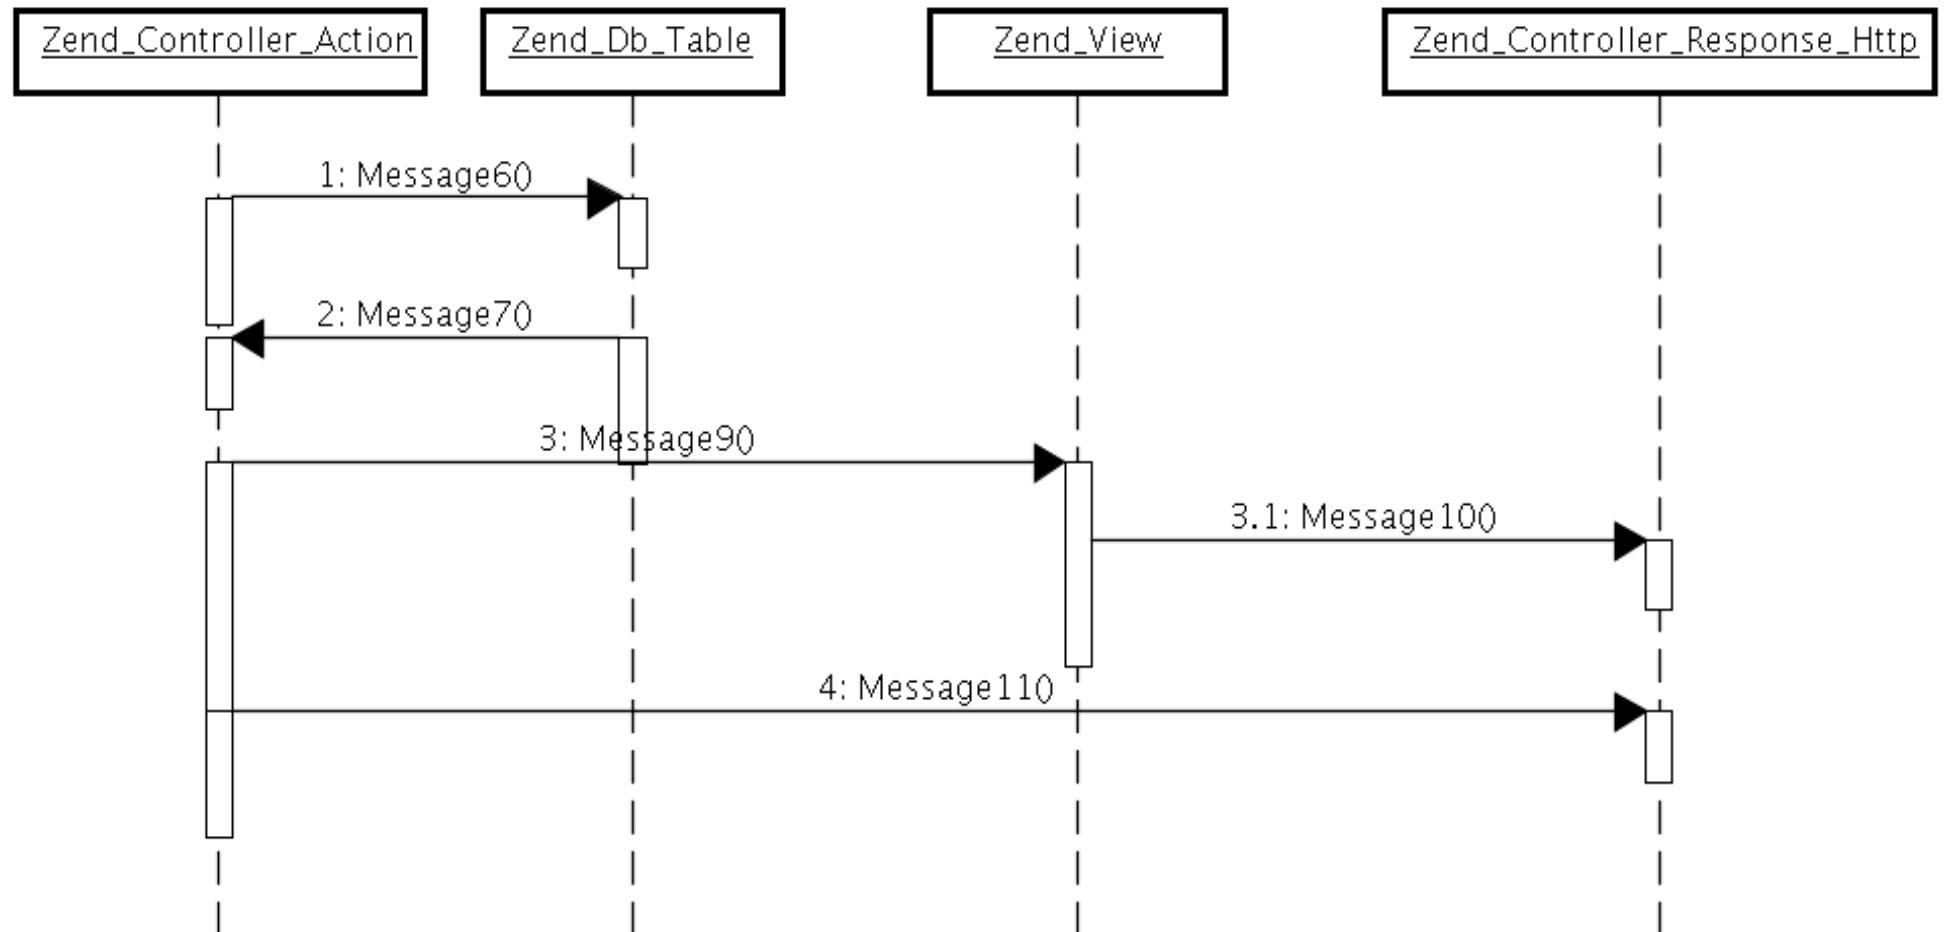 Zend_Controller_Action
Zend_Db_Table
Zend_View
Zend_Controller_Response_Http
1: Message6()
2: Message7()
3: Message9()
3.1: Message10()
4: Message11()